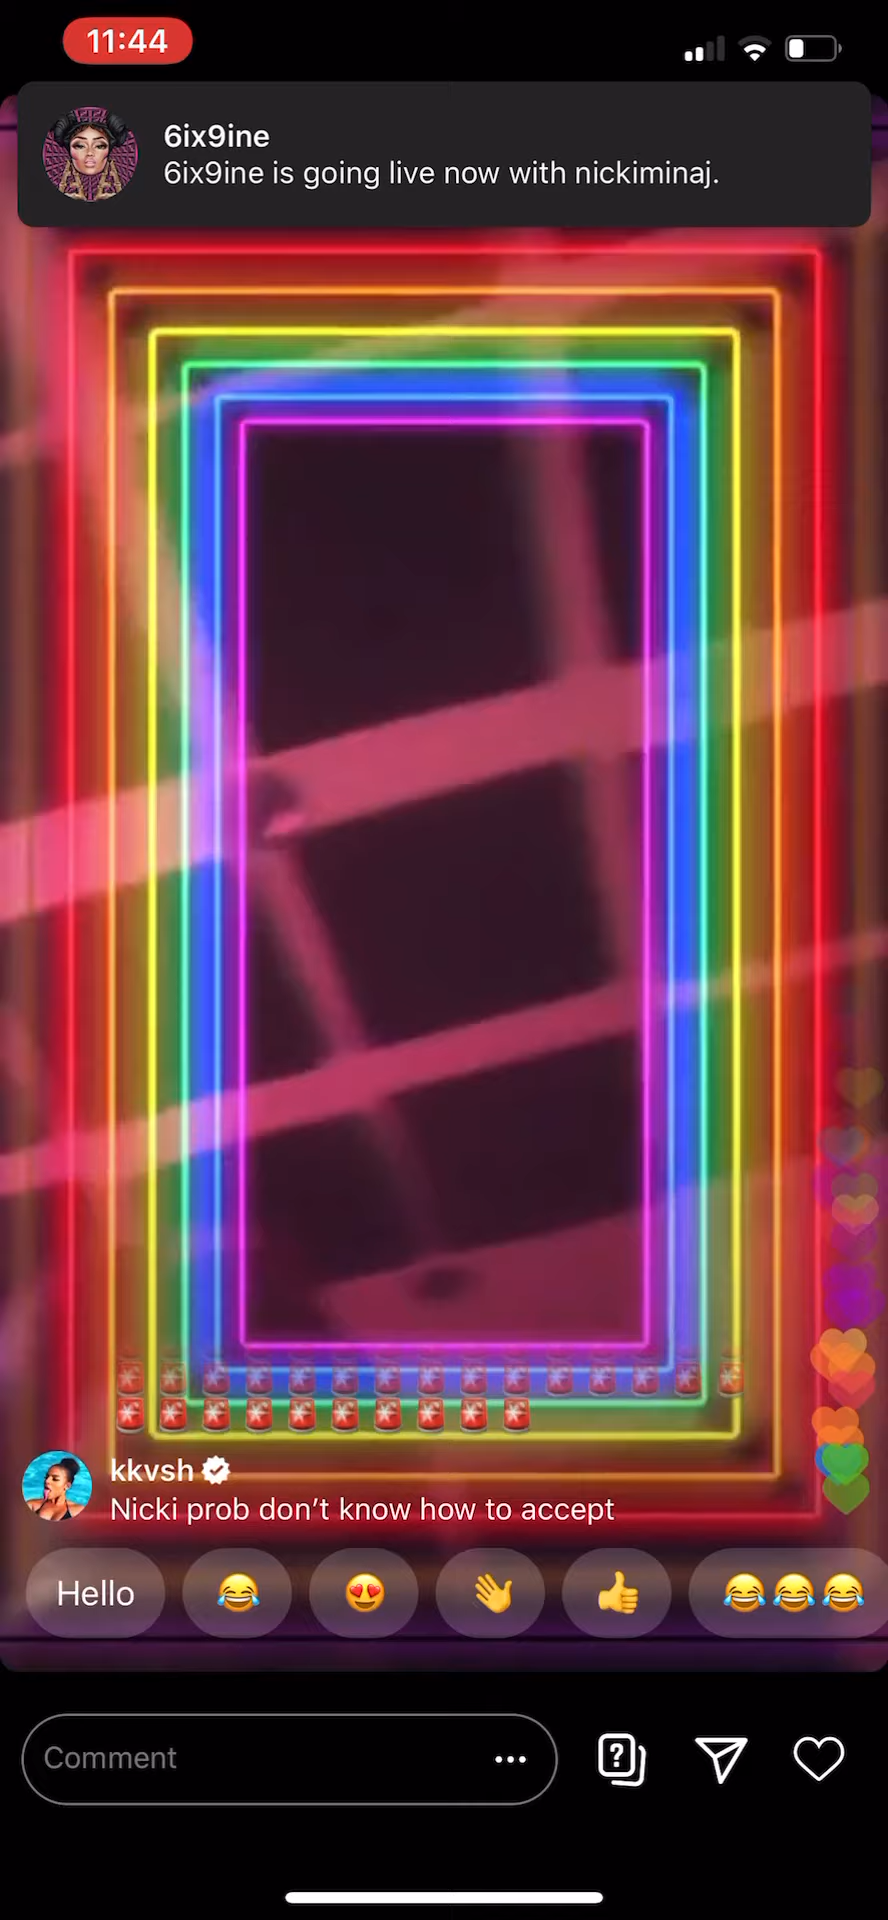 11:44
6ix9ine
6ix9ine is going live now with nickiminaj.
🚨🚨🚨🚨🚨🚨🚨🚨🚨🚨🚨🚨🚨🚨🚨
🚨🚨🚨🚨🚨🚨🚨🚨🚨🚨
kkvsh
Nicki prob don’t know how to accept
Hello 😂 😍 👋 👍 😂😂😂
Comment ...